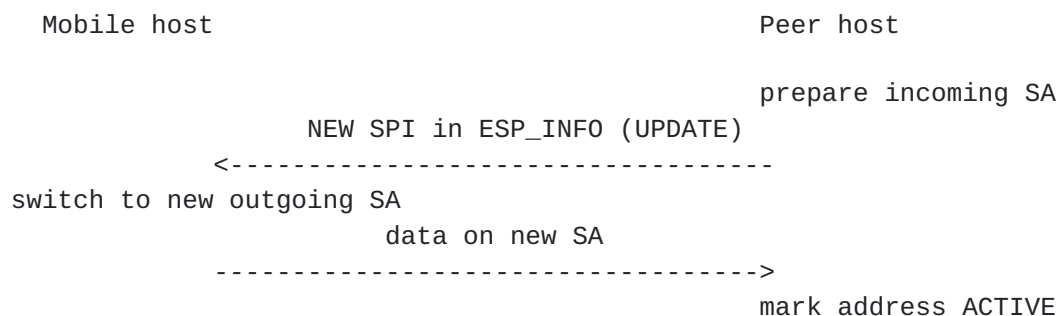 Mobile host                                   Peer host
                                              prepare incoming SA
                 NEW SPI in ESP_INFO (UPDATE)
           <-----------------------------------
switch to new outgoing SA
                      data on new SA
           ----------------------------------->
                                              mark address ACTIVE